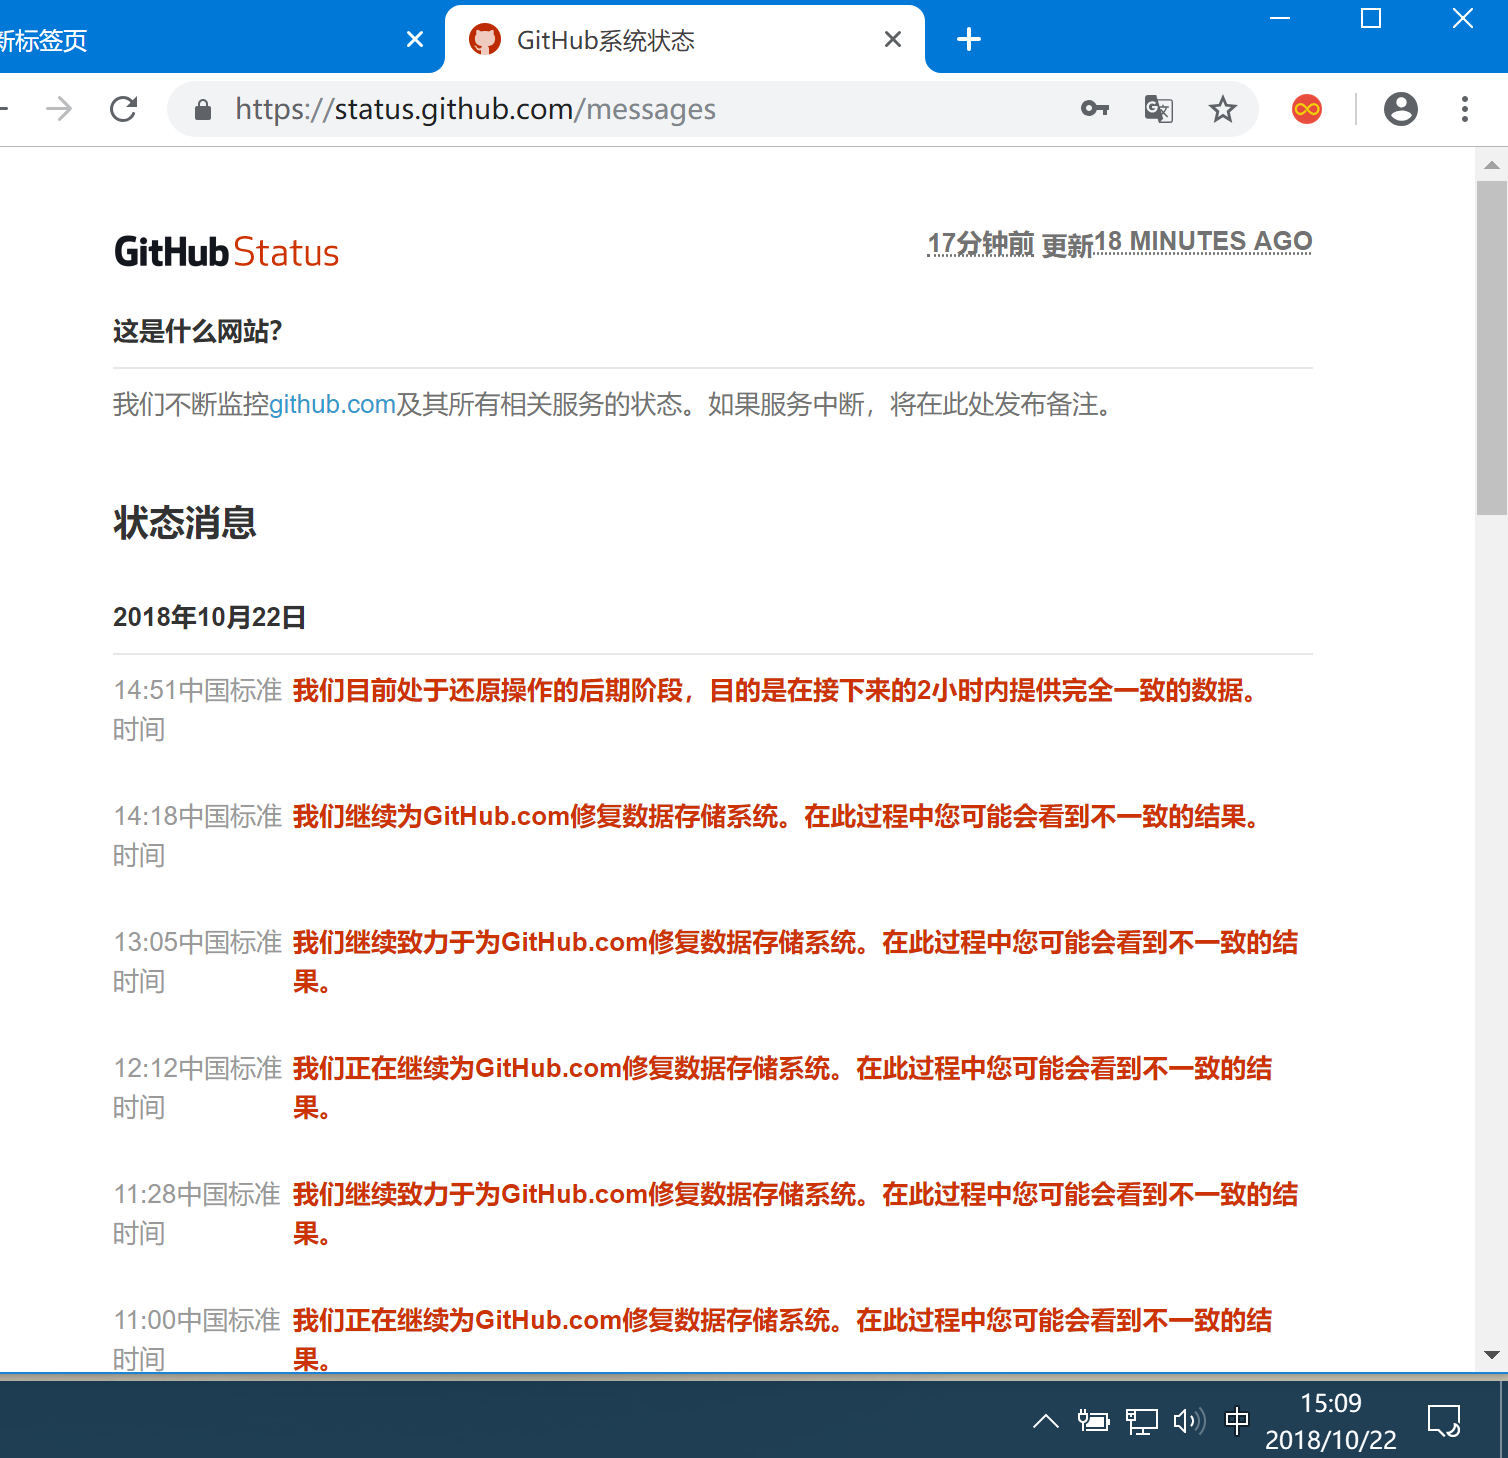 新标签页
GitHub系统状态
https://status.github.com/messages
GitHub Status
17分钟前 更新18 MINUTES AGO
这是什么网站？
我们不断监控github.com及其所有相关服务的状态。如果服务中断，将在此处发布备注。
状态消息
2018年10月22日
14:51中国标准时间
我们目前处于还原操作的后期阶段，目的是在接下来的2小时内提供完全一致的数据。
14:18中国标准时间
我们继续为GitHub.com修复数据存储系统。在此过程中您可能会看到不一致的结果。
13:05中国标准时间
我们继续致力于为GitHub.com修复数据存储系统。在此过程中您可能会看到不一致的结
果。
12:12中国标准时间
我们正在继续为GitHub.com修复数据存储系统。在此过程中您可能会看到不一致的结
果。
11:28中国标准时间
我们继续致力于为GitHub.com修复数据存储系统。在此过程中您可能会看到不一致的结
果。
11:00中国标准时间
我们正在继续为GitHub.com修复数据存储系统。在此过程中您可能会看到不一致的结
果。
中
15:09
2018/10/22